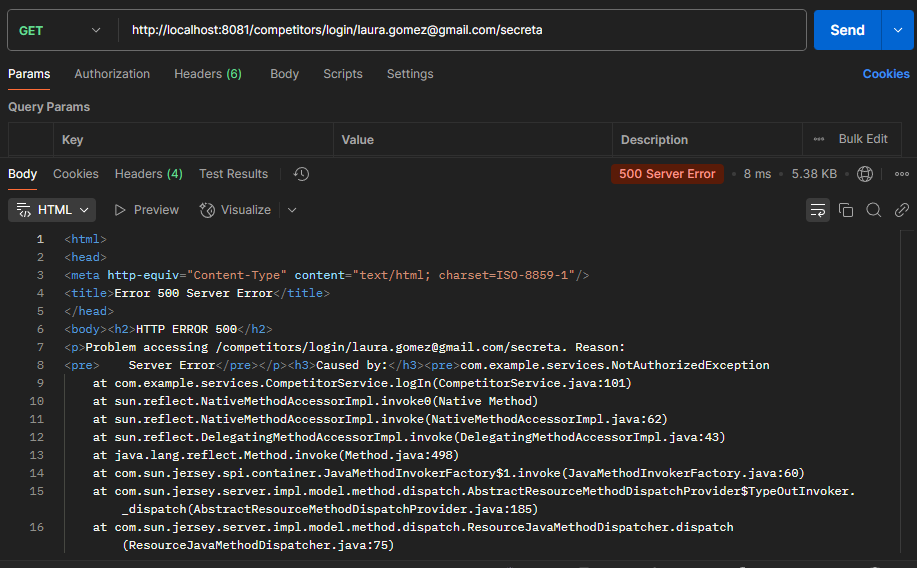 GET http://localhost:8081/competitors/login/laura.gomez@gmail.com/secreta Send
Params Authorization Headers (6) Body Scripts Settings Cookies
Query Params
Key Value Description Bulk Edit
Body Cookies Headers (4) Test Results 500 Server Error 8 ms 5.38 KB
HTML Preview Visualize
1 <html>
2 <head>
3 <meta http-equiv="Content-Type" content="text/html; charset=ISO-8859-1"/>
4 <title>Error 500 Server Error</title>
5 </head>
6 <body><h2>HTTP ERROR 500</h2>
7 <p>Problem accessing /competitors/login/laura.gomez@gmail.com/secreta. Reason:
8 <pre>    Server Error</pre></p><h3>Caused by:</h3><pre>com.example.services.NotAuthorizedException
9 at com.example.services.CompetitorService.logIn(CompetitorService.java:101)
10 at sun.reflect.NativeMethodAccessorImpl.invoke0(Native Method)
11 at sun.reflect.NativeMethodAccessorImpl.invoke(NativeMethodAccessorImpl.java:62)
12 at sun.reflect.DelegatingMethodAccessorImpl.invoke(DelegatingMethodAccessorImpl.java:43)
13 at java.lang.reflect.Method.invoke(Method.java:498)
14 at com.sun.jersey.spi.container.JavaMethodInvokerFactory$1.invoke(JavaMethodInvokerFactory.java:60)
15 at com.sun.jersey.server.impl.model.method.dispatch.AbstractResourceMethodDispatchProvider$TypeOutInvoker.
_dispatch(AbstractResourceMethodDispatchProvider.java:185)
16 at com.sun.jersey.server.impl.model.method.dispatch.ResourceJavaMethodDispatcher.dispatch
(ResourceJavaMethodDispatcher.java:75)